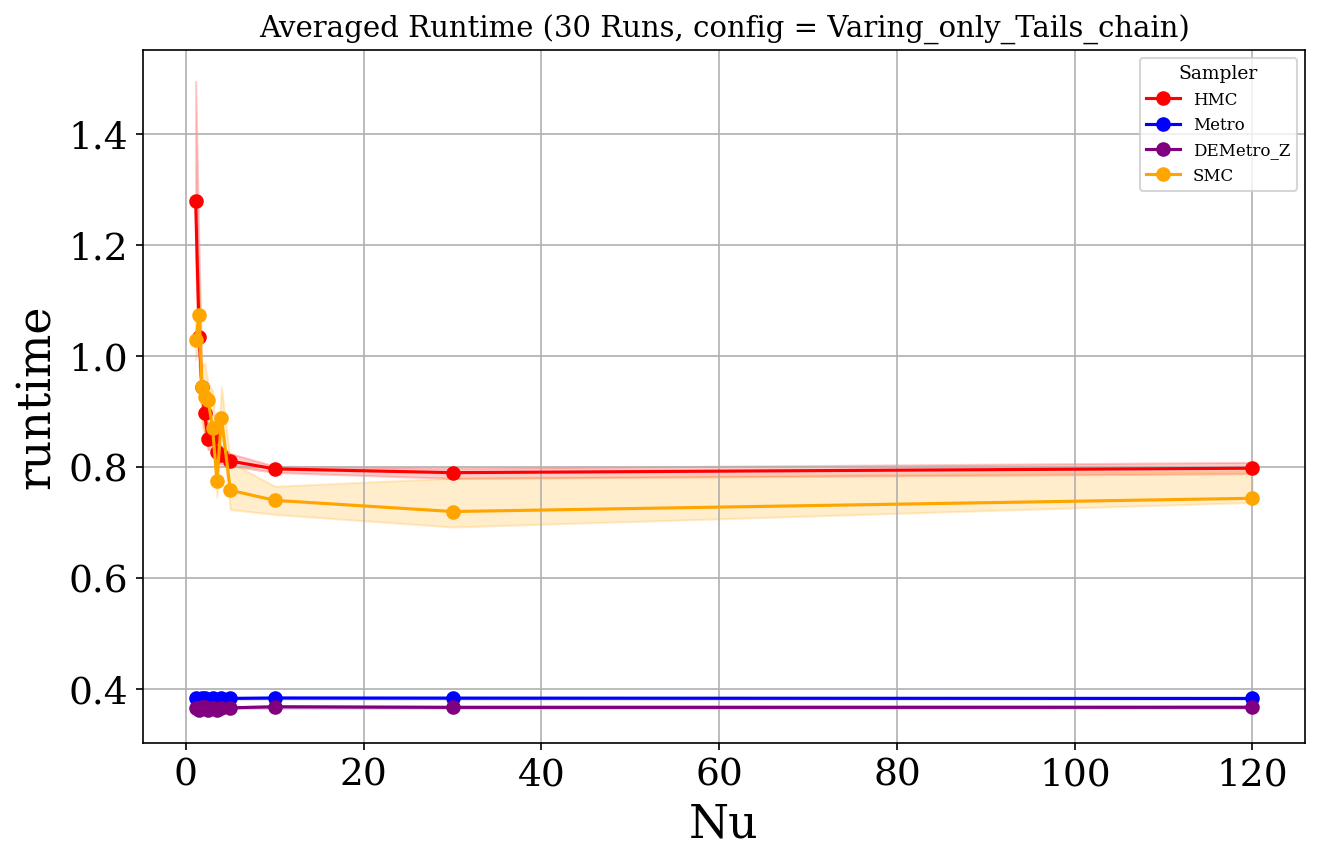 Averaged Runtime (30 Runs, config = Varing_only_Tails_chain)
Sampler
HMC
Metro
DEMetro_Z
SMC
runtime
1.4
1.2
1.0
0.8
0.6
0.4
0 20 40 60 80 100 120
Nu